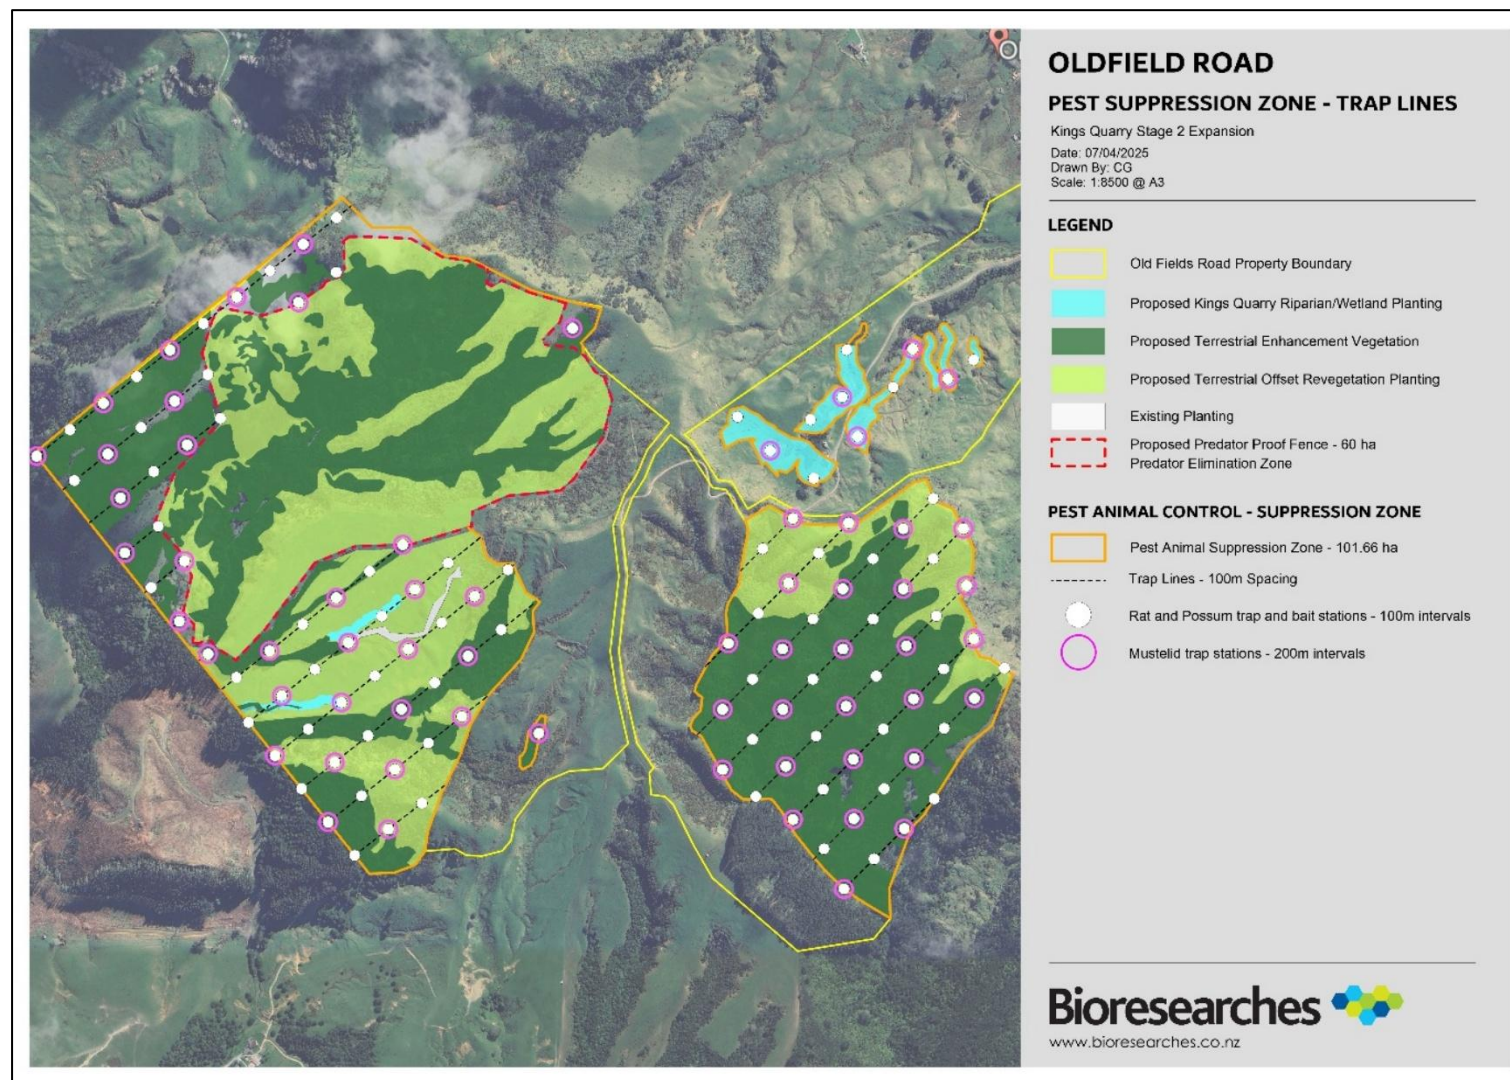 O
OLDFIELD ROAD
PEST SUPPRESSION ZONE - TRAP LINES
Kings Quarry Stage 2 Expansion
Date: 07/04/2025
Drawn By: CG
Scale: 1:8500 @ A3
LEGEND
Old Fields Road Property Boundary
Proposed Kings Quarry Riparian/Wetland Planting
Proposed Terrestrial Enhancement Vegetation
Proposed Terrestrial Offset Revegetation Planting
Existing Planting
Proposed Predator Proof Fence - 60 ha
Predator Elimination Zone
PEST ANIMAL CONTROL - SUPPRESSION ZONE
Pest Animal Suppression Zone - 101.66 ha
Trap Lines - 100m Spacing
Rat and Possum trap and bait stations - 100m intervals
Mustelid trap stations - 200m intervals
Bioresearches
www.bioresearches.co.nz